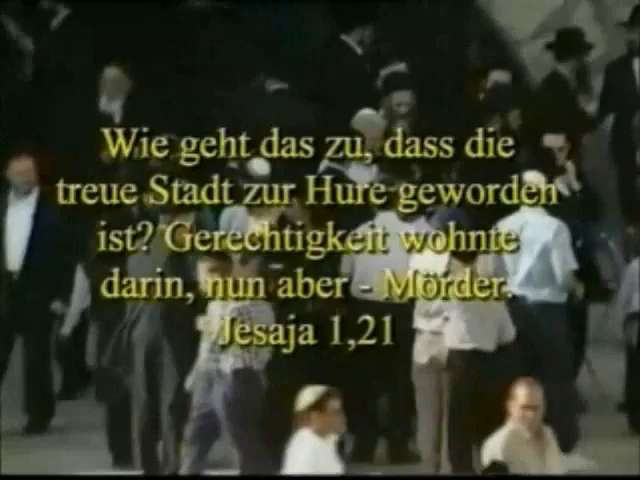 Wie geht das zu, dass die
treue Stadt zur Hure geworden
ist? Gerechtigkeit wohnte
darin, nun aber - Mörder.
Jesaja 1,21